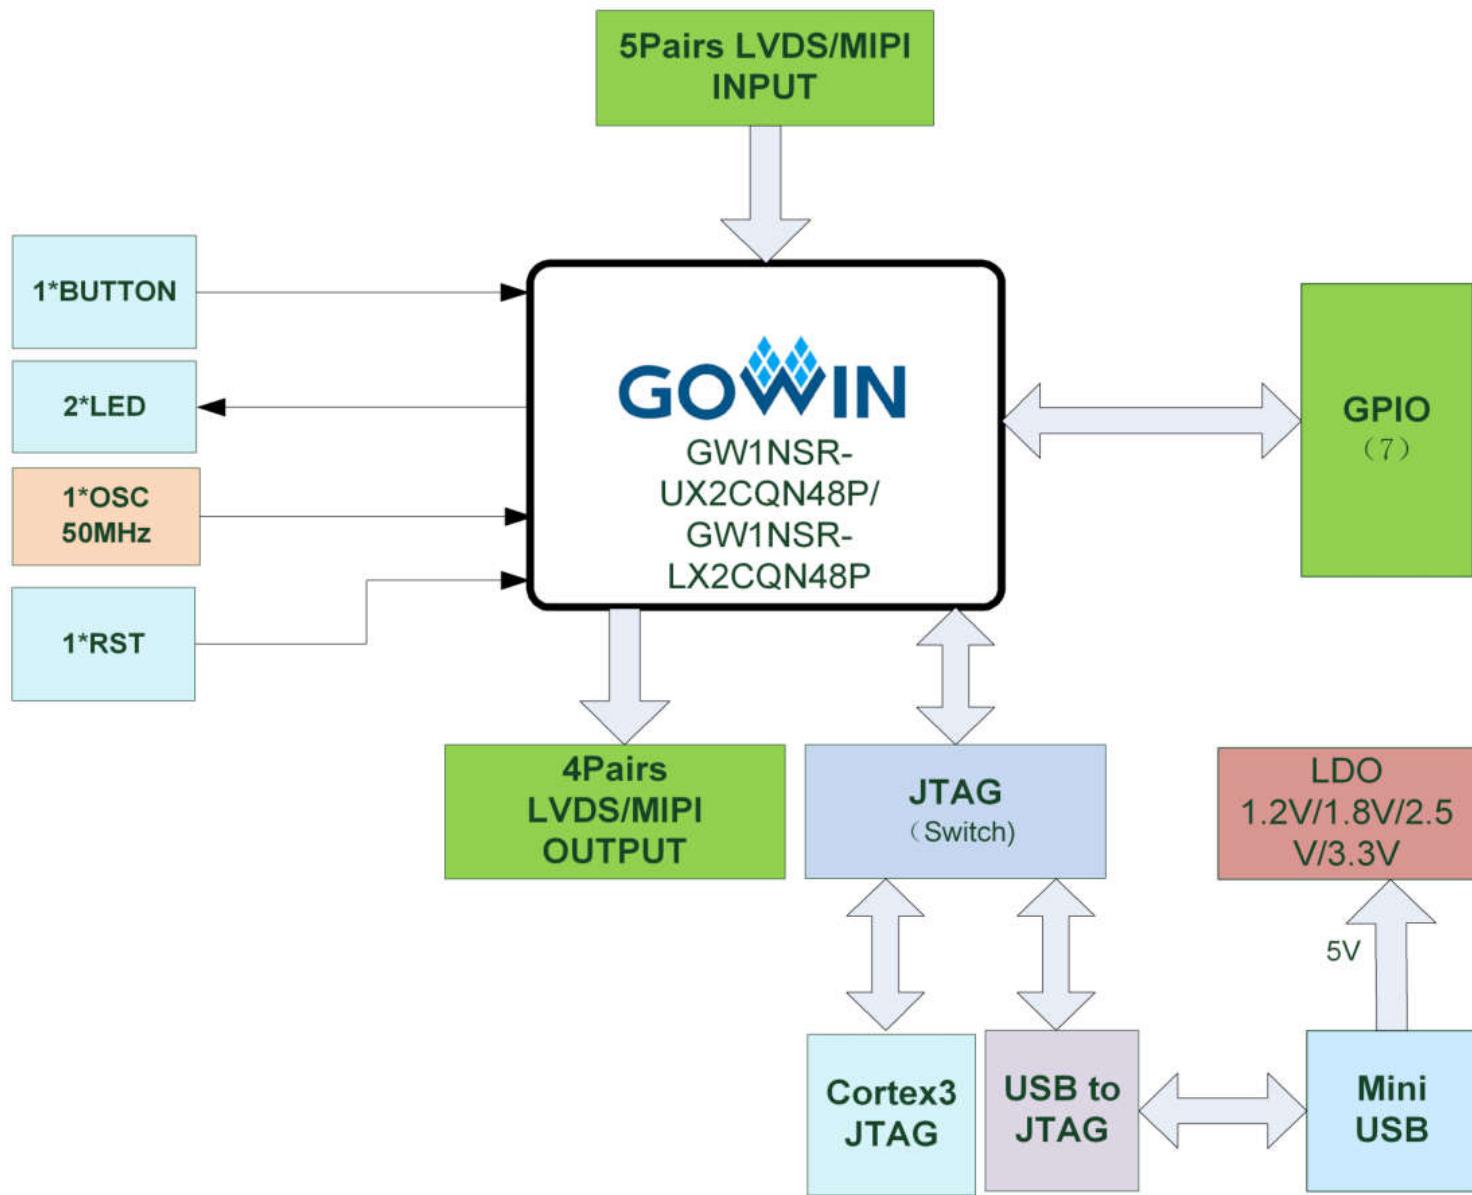 5Pairs LVDS/MIPI
INPUT
1*BUTTON
2*LED
1*OSC
50MHz
1*RST
GOWIN
GW1NSR-
UX2CQN48P/
GW1NSR-
LX2CQN48P
GPIO
（7）
4Pairs
LVDS/MIPI
OUTPUT
JTAG
（Switch)
LDO
1.2V/1.8V/2.5
V/3.3V
5V
Cortex3
JTAG
USB to
JTAG
Mini
USB